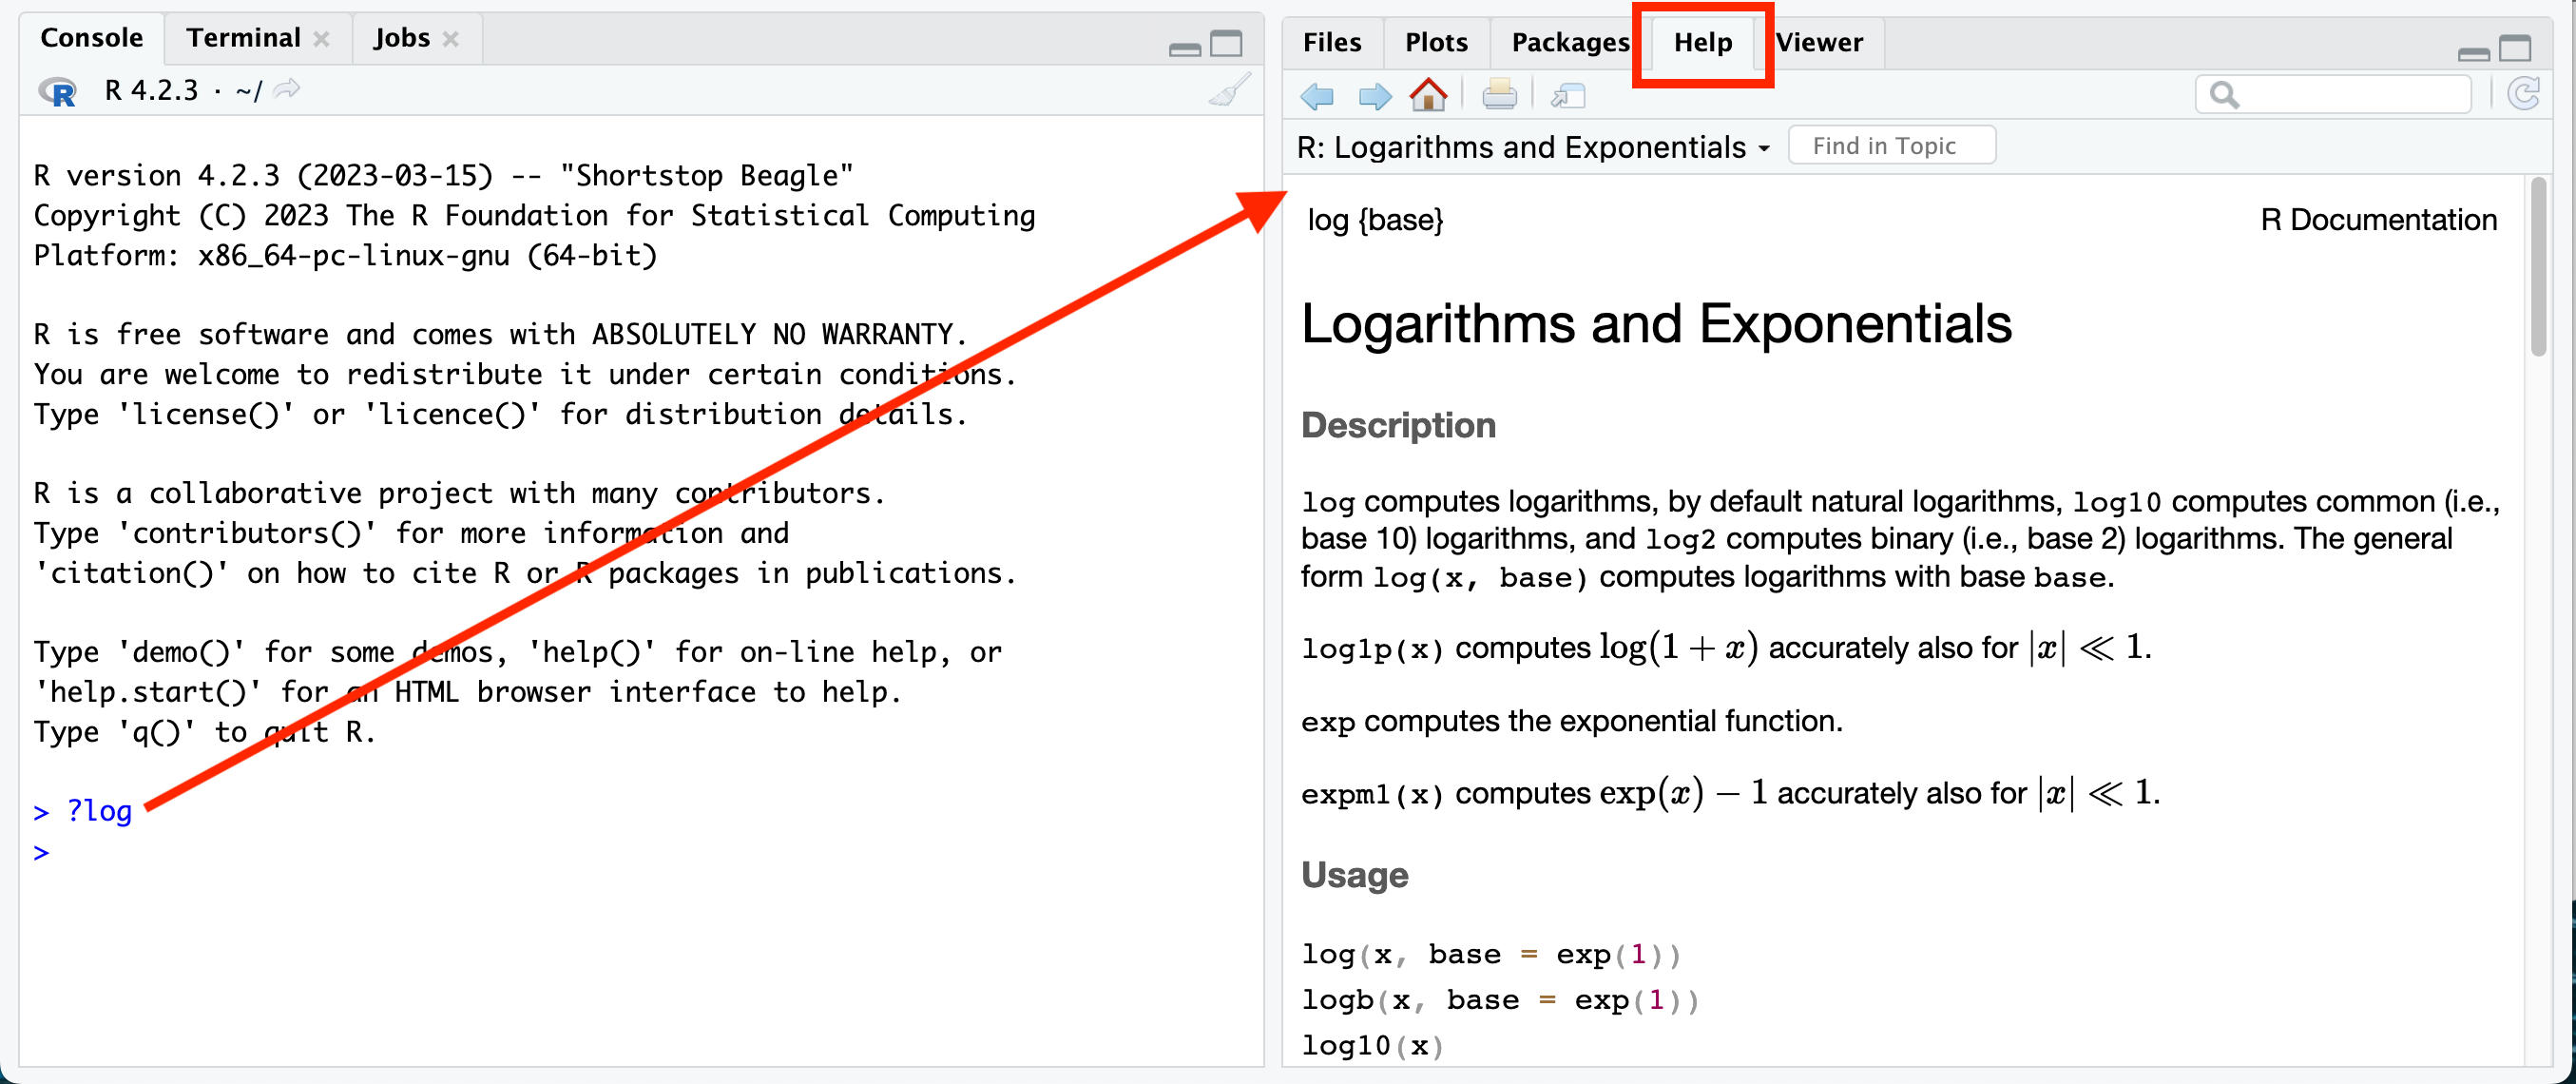 Console Terminal Jobs
R 4.2.3 · ~/
R version 4.2.3 (2023-03-15) -- "Shortstop Beagle"
Copyright (C) 2023 The R Foundation for Statistical Computing
Platform: x86_64-pc-linux-gnu (64-bit)
R is free software and comes with ABSOLUTELY NO WARRANTY.
You are welcome to redistribute it under certain conditions.
Type 'license()' or 'licence()' for distribution details.
R is a collaborative project with many contributors.
Type 'contributors()' for more information and
'citation()' on how to cite R or R packages in publications.
Type 'demo()' for some demos, 'help()' for on-line help, or
'help.start()' for an HTML browser interface to help.
Type 'q()' to quit R.
> ?log
>
Files Plots Packages Help Viewer
R: Logarithms and Exponentials Find in Topic
log {base} R Documentation
Logarithms and Exponentials
Description
log computes logarithms, by default natural logarithms, log10 computes common (i.e.,
base 10) logarithms, and log2 computes binary (i.e., base 2) logarithms. The general
form log(x, base) computes logarithms with base base.
log1p(x) computes log(1 + x) accurately also for |x| ≪ 1.
exp computes the exponential function.
expm1(x) computes exp(x) − 1 accurately also for |x| ≪ 1.
Usage
log(x, base = exp(1))
logb(x, base = exp(1))
log10(x)